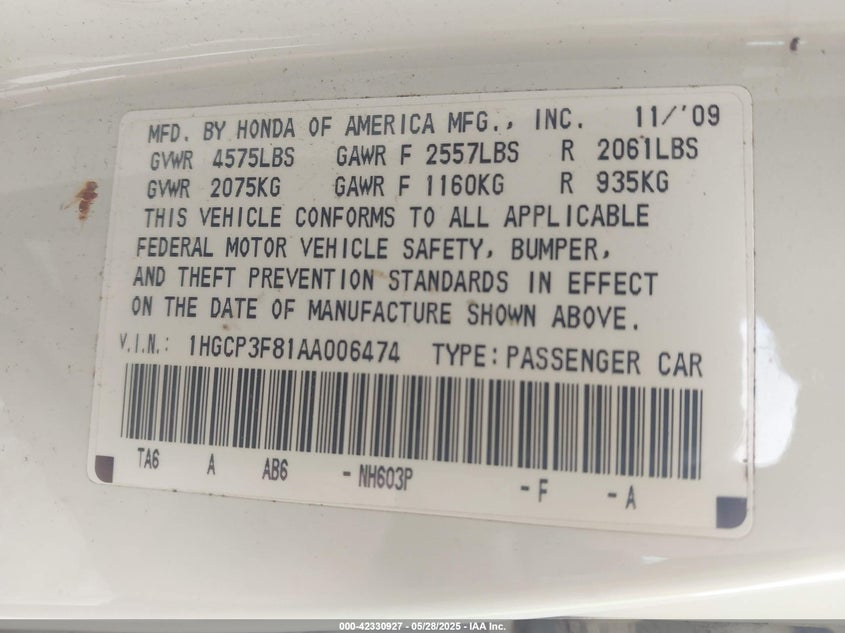 MFD. BY HONDA OF AMERICA MFG., INC. 11/'09
GVWR 4575LBS GAWR F 2557LBS R 2061LBS
GVWR 2075KG GAWR F 1160KG R 935KG
THIS VEHICLE CONFORMS TO ALL APPLICABLE
FEDERAL MOTOR VEHICLE SAFETY, BUMPER,
AND THEFT PREVENTION STANDARDS IN EFFECT
ON THE DATE OF MANUFACTURE SHOWN ABOVE.
V.I.N.: 1HGCP3F81AA006474 TYPE: PASSENGER CAR
TA6 A AB6 - NH603P - F - A
000-42330927 - 05/28/2025 - IAA Inc.